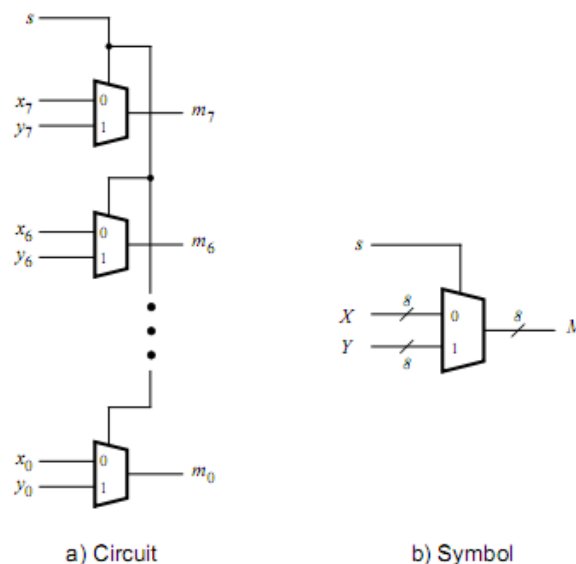 s
x7 0 m7
y7 1
x6 0 m6
y6 1
x0 0 m0
y0 1
a) Circuit
s
X 8 0 8 M
Y 8 1
b) Symbol